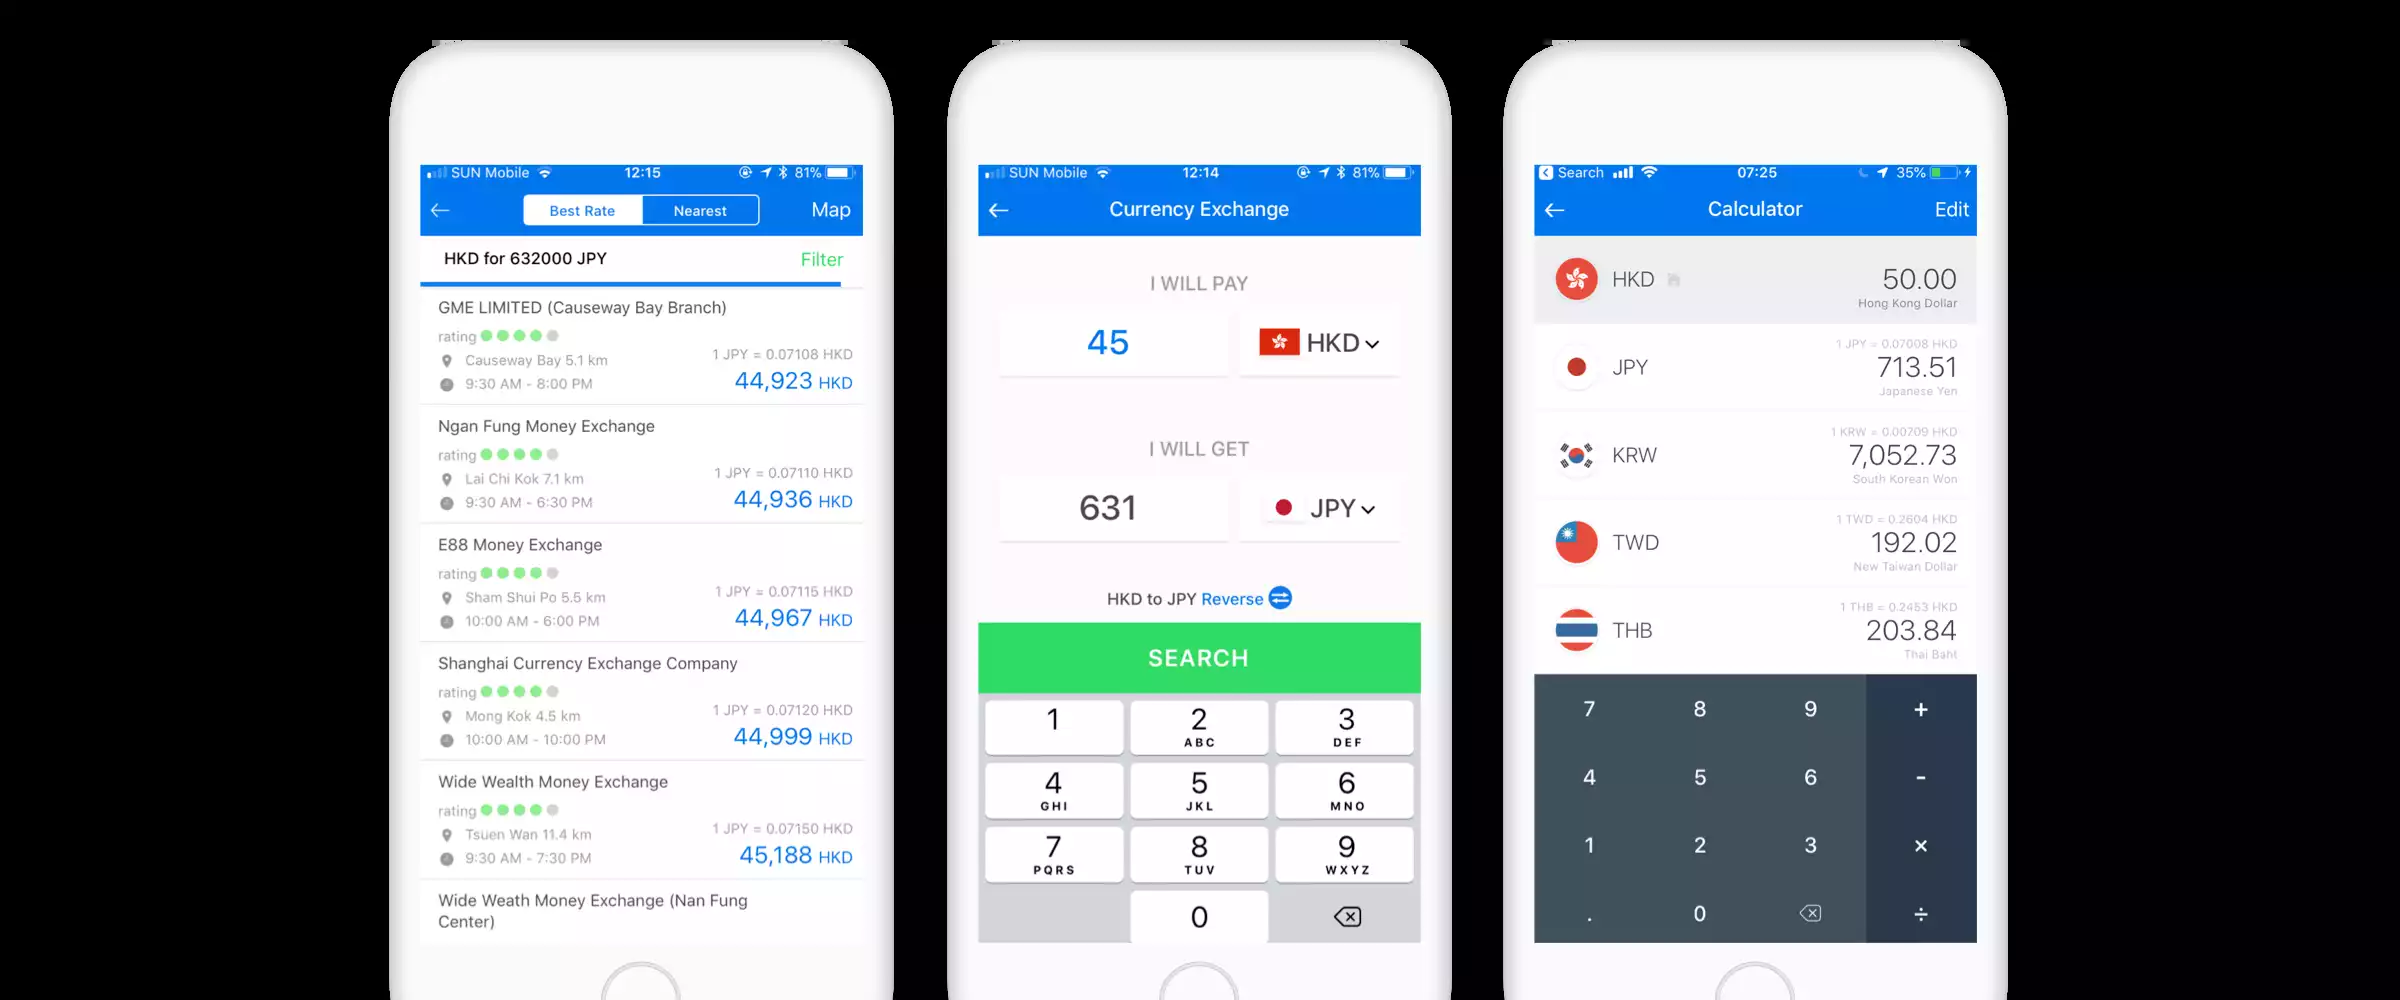 SUN Mobile 12:15 81%
Best Rate Nearest Map
HKD for 632000 JPY Filter
GME LIMITED (Causeway Bay Branch)
rating
Causeway Bay 5.1 km 1 JPY = 0.07108 HKD
9:30 AM - 8:00 PM 44,923 HKD
Ngan Fung Money Exchange
rating
Lai Chi Kok 7.1 km 1 JPY = 0.07110 HKD
9:30 AM - 6:30 PM 44,936 HKD
E88 Money Exchange
rating
Sham Shui Po 5.5 km 1 JPY = 0.07115 HKD
10:00 AM - 6:00 PM 44,967 HKD
Shanghai Currency Exchange Company
rating
Mong Kok 4.5 km 1 JPY = 0.07120 HKD
10:00 AM - 10:00 PM 44,999 HKD
Wide Wealth Money Exchange
rating
Tsuen Wan 11.4 km 1 JPY = 0.07150 HKD
9:30 AM - 7:30 PM 45,188 HKD
Wide Weath Money Exchange (Nan Fung
Center)
SUN Mobile 12:14 81%
Currency Exchange
I WILL PAY
45 HKD
I WILL GET
631 JPY
HKD to JPY Reverse
SEARCH
1 2 3
ABC DEF
4 5 6
GHI JKL MNO
7 8 9
PQRS TUV WXYZ
0
Search 07:25 35%
Calculator Edit
HKD 50.00
Hong Kong Dollar
1 JPY = 0.07008 HKD
JPY 713.51
Japanese Yen
1 KRW = 0.00709 HKD
KRW 7,052.73
South Korean Won
1 TWD = 0.2604 HKD
TWD 192.02
New Taiwan Dollar
1 THB = 0.2453 HKD
THB 203.84
Thai Baht
7 8 9 +
4 5 6 -
1 2 3 ×
. 0 ÷